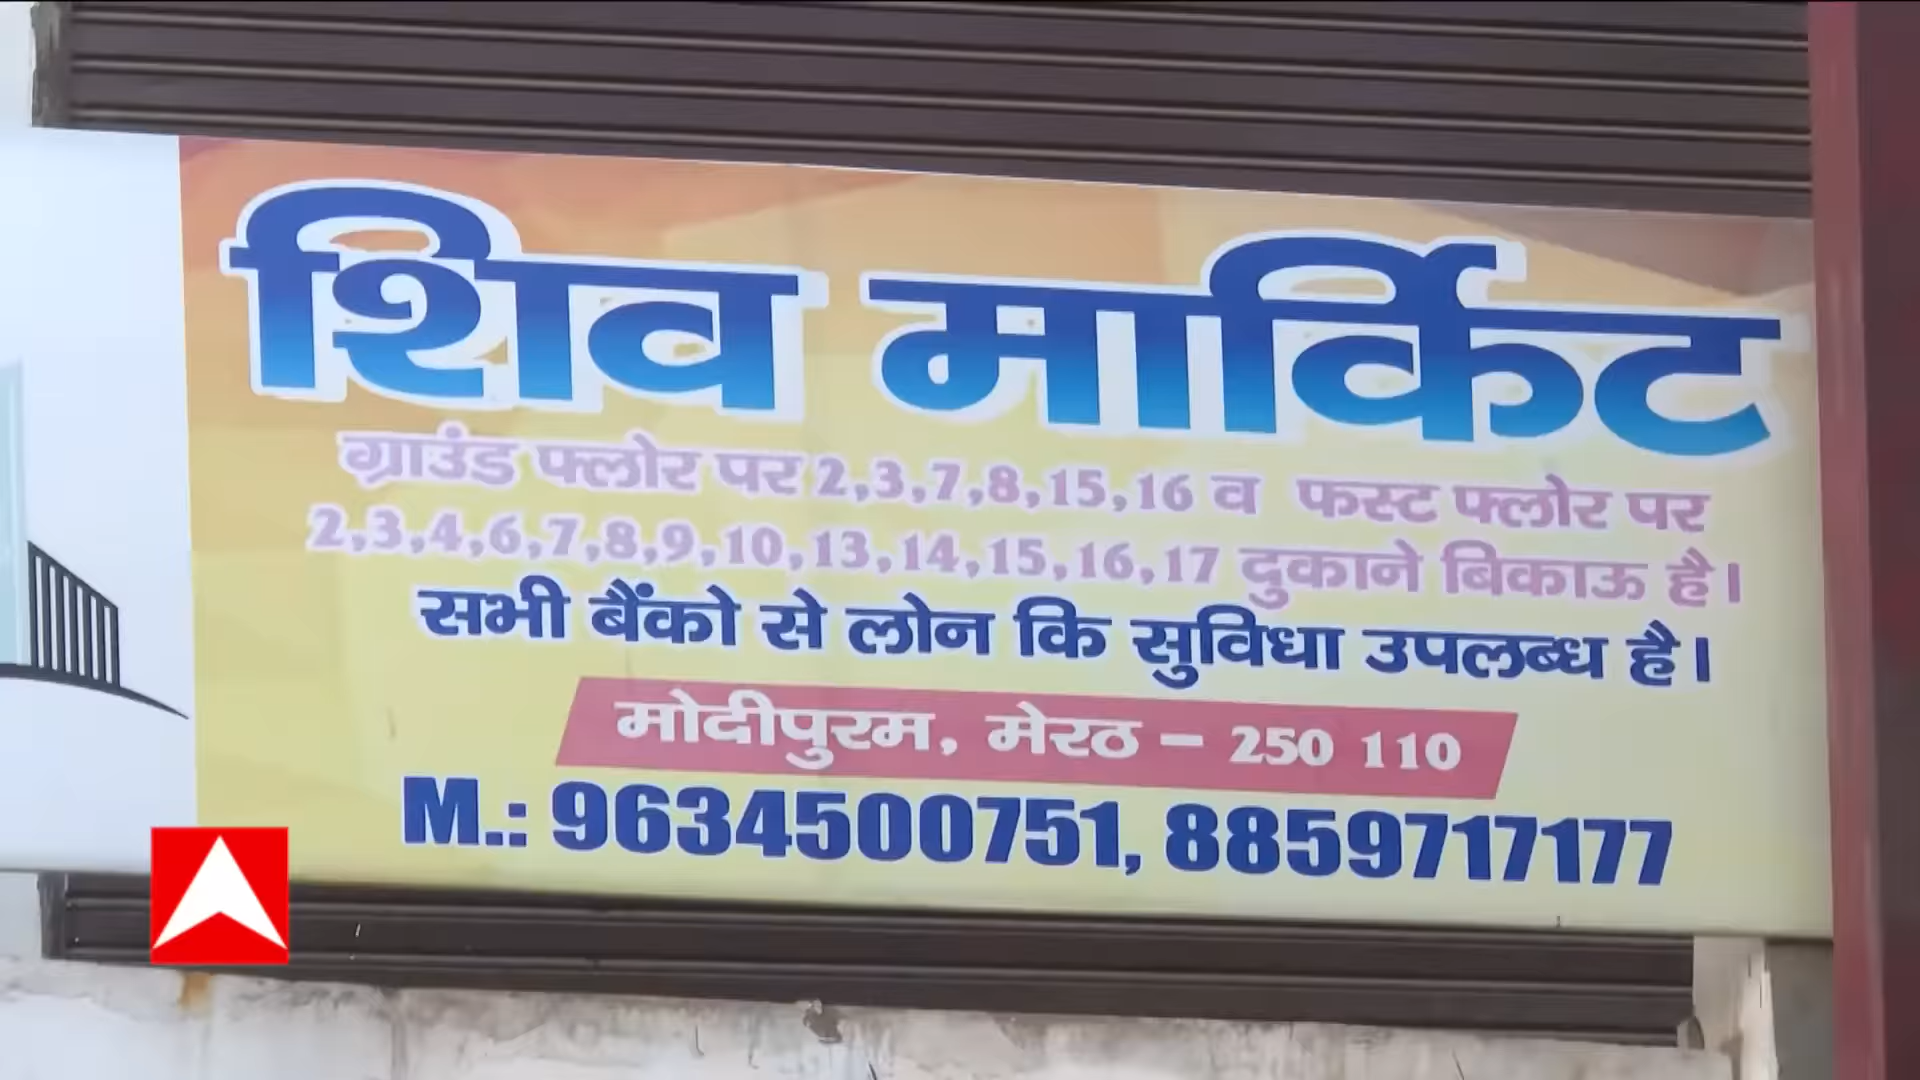 शिव मार्किट
ग्राउंड फ्लोर पर 2,3,7,8,15,16 व फस्ट फ्लोर पर
2,3,4,6,7,8,9,10,13,14,15,16,17 दुकाने बिकाऊ है।
सभी बैंको से लोन कि सुविधा उपलब्ध है।
मोदीपुरम, मेरठ - 250 110
M.: 9634500751, 8859717177